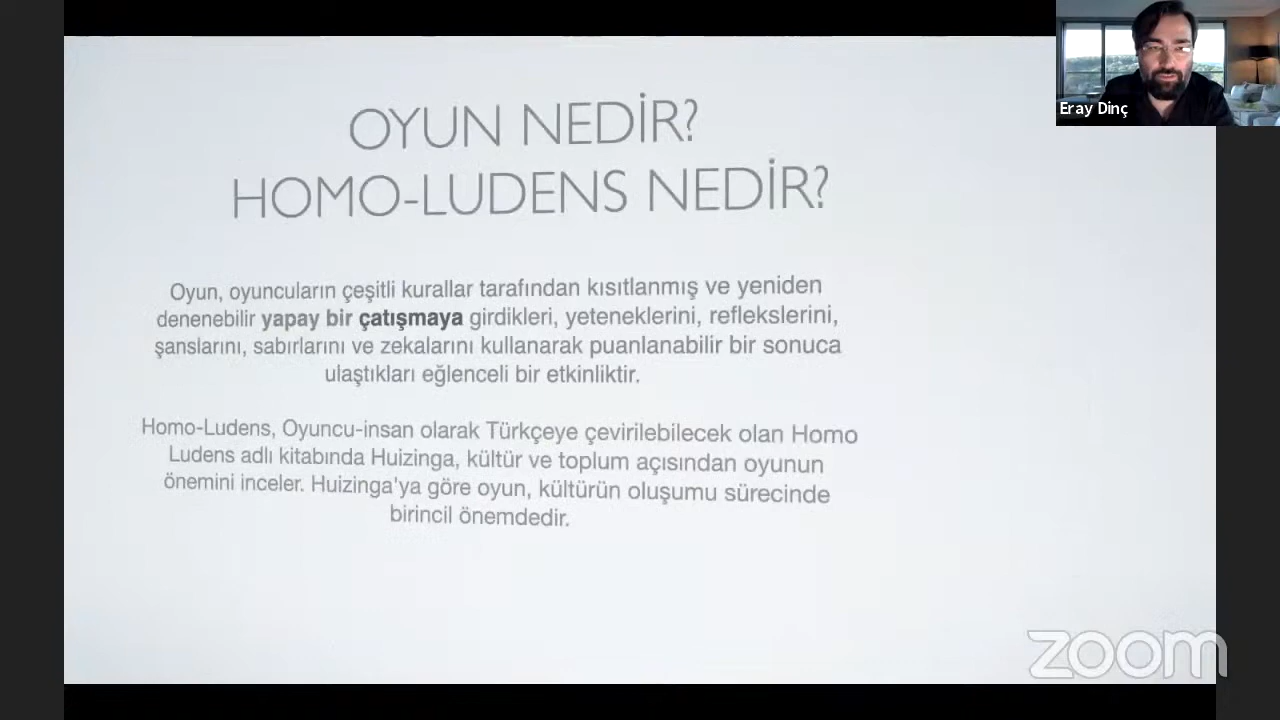 OYUN NEDİR?
HOMO-LUDENS NEDİR?
Oyun, oyuncuların çeşitli kurallar tarafından kısıtlanmış ve yeniden
denenebilir yapay bir çatışmaya girdikleri, yeteneklerini, reflekslerini,
şanslarını, sabırlarını ve zekalarını kullanarak puanlanabilir bir sonuca
ulaştıkları eğlenceli bir etkinliktir.
Homo-Ludens, Oyuncu-insan olarak Türkçeye çevirilebilecek olan Homo
Ludens adlı kitabında Huizinga, kültür ve toplum açısından oyunun
önemini inceler. Huizinga'ya göre oyun, kültürün oluşumu sürecinde
birincil önemdedir.
Eray Dinç
zoom